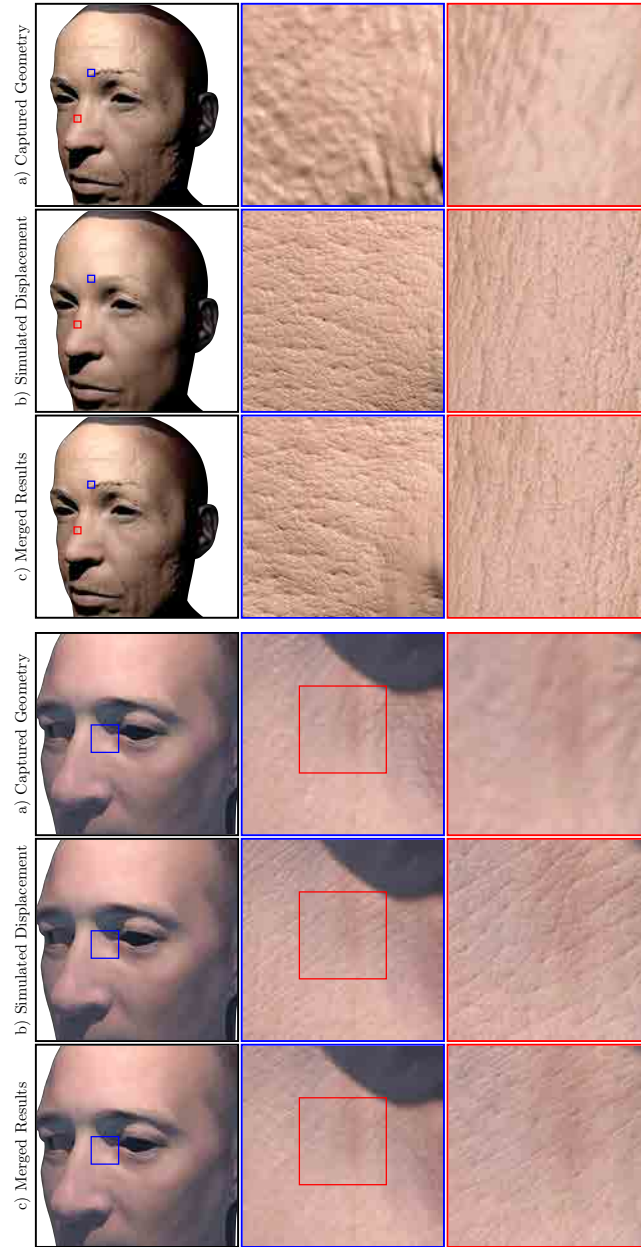 a) Captured Geometry
b) Simulated Displacement
c) Merged Results
a) Captured Geometry
b) Simulated Displacement
c) Merged Results